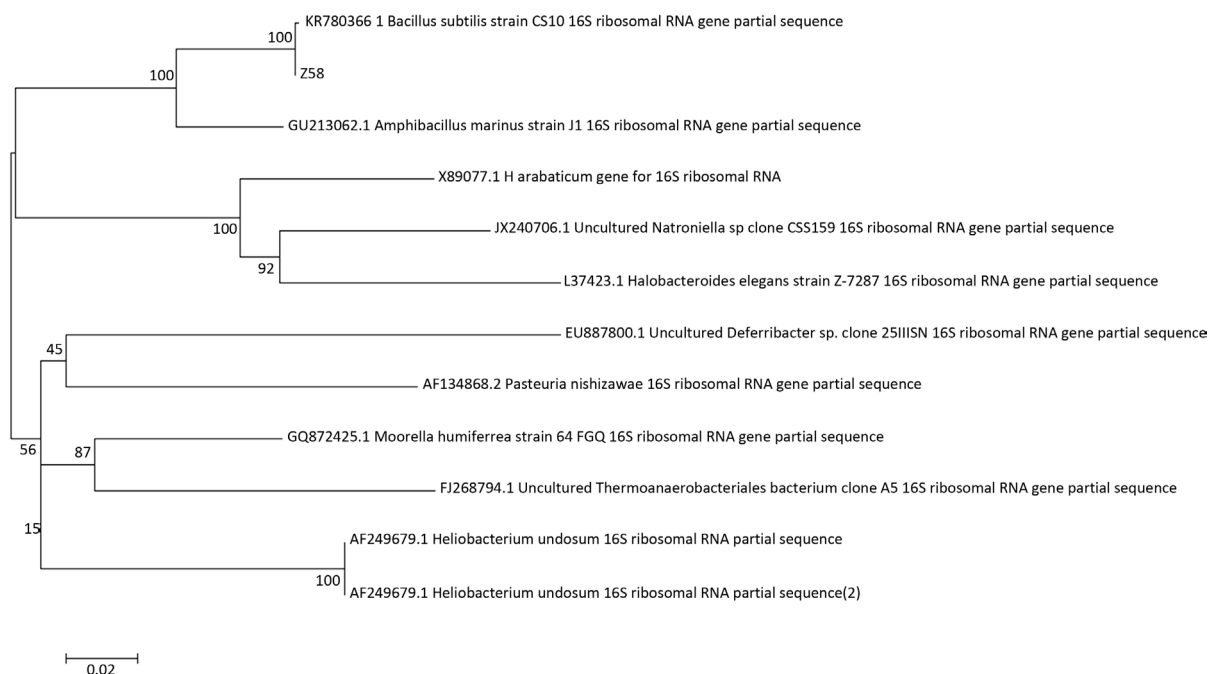 KR780366 1 Bacillus subtilis strain CS10 16S ribosomal RNA gene partial sequence
100
Z58
100
GU213062.1 Amphibacillus marinus strain J1 16S ribosomal RNA gene partial sequence
X89077.1 H arabaticum gene for 16S ribosomal RNA
100
JX240706.1 Uncultured Natroniella sp clone CSS159 16S ribosomal RNA gene partial sequence
92
L37423.1 Halobacteroides elegans strain Z-7287 16S ribosomal RNA gene partial sequence
EU887800.1 Uncultured Deferribacter sp. clone 25IIISN 16S ribosomal RNA gene partial sequence
45
AF134868.2 Pasteuria nishizawae 16S ribosomal RNA gene partial sequence
GQ872425.1 Moorella humiferrea strain 64 FGQ 16S ribosomal RNA gene partial sequence
56
87
FJ268794.1 Uncultured Thermoanaerobacteriales bacterium clone A5 16S ribosomal RNA gene partial sequence
15
AF249679.1 Heliobacterium undosum 16S ribosomal RNA partial sequence
100
AF249679.1 Heliobacterium undosum 16S ribosomal RNA partial sequence(2)
0.02